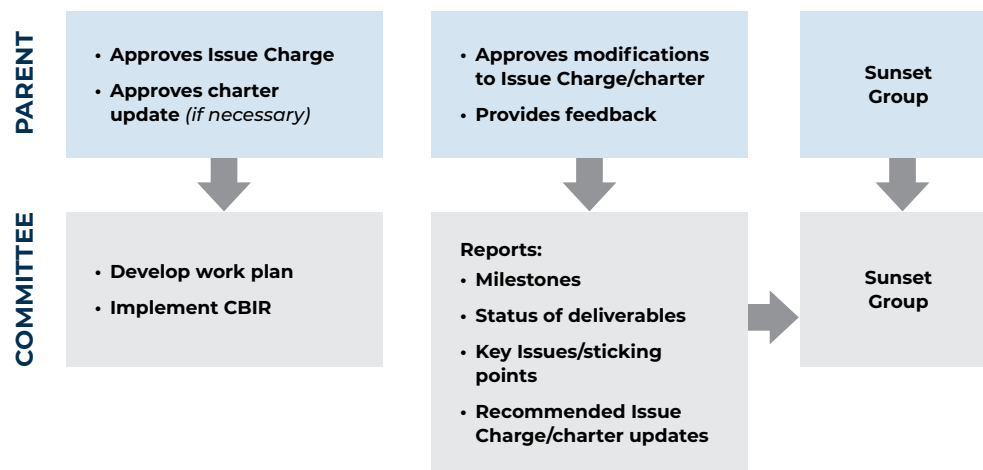 PARENT
• Approves Issue Charge
• Approves charter
update (if necessary)
• Approves modifications
to Issue Charge/charter
• Provides feedback
Sunset
Group
COMMITTEE
• Develop work plan
• Implement CBIR
Reports:
• Milestones
• Status of deliverables
• Key Issues/sticking
points
• Recommended Issue
Charge/charter updates
Sunset
Group